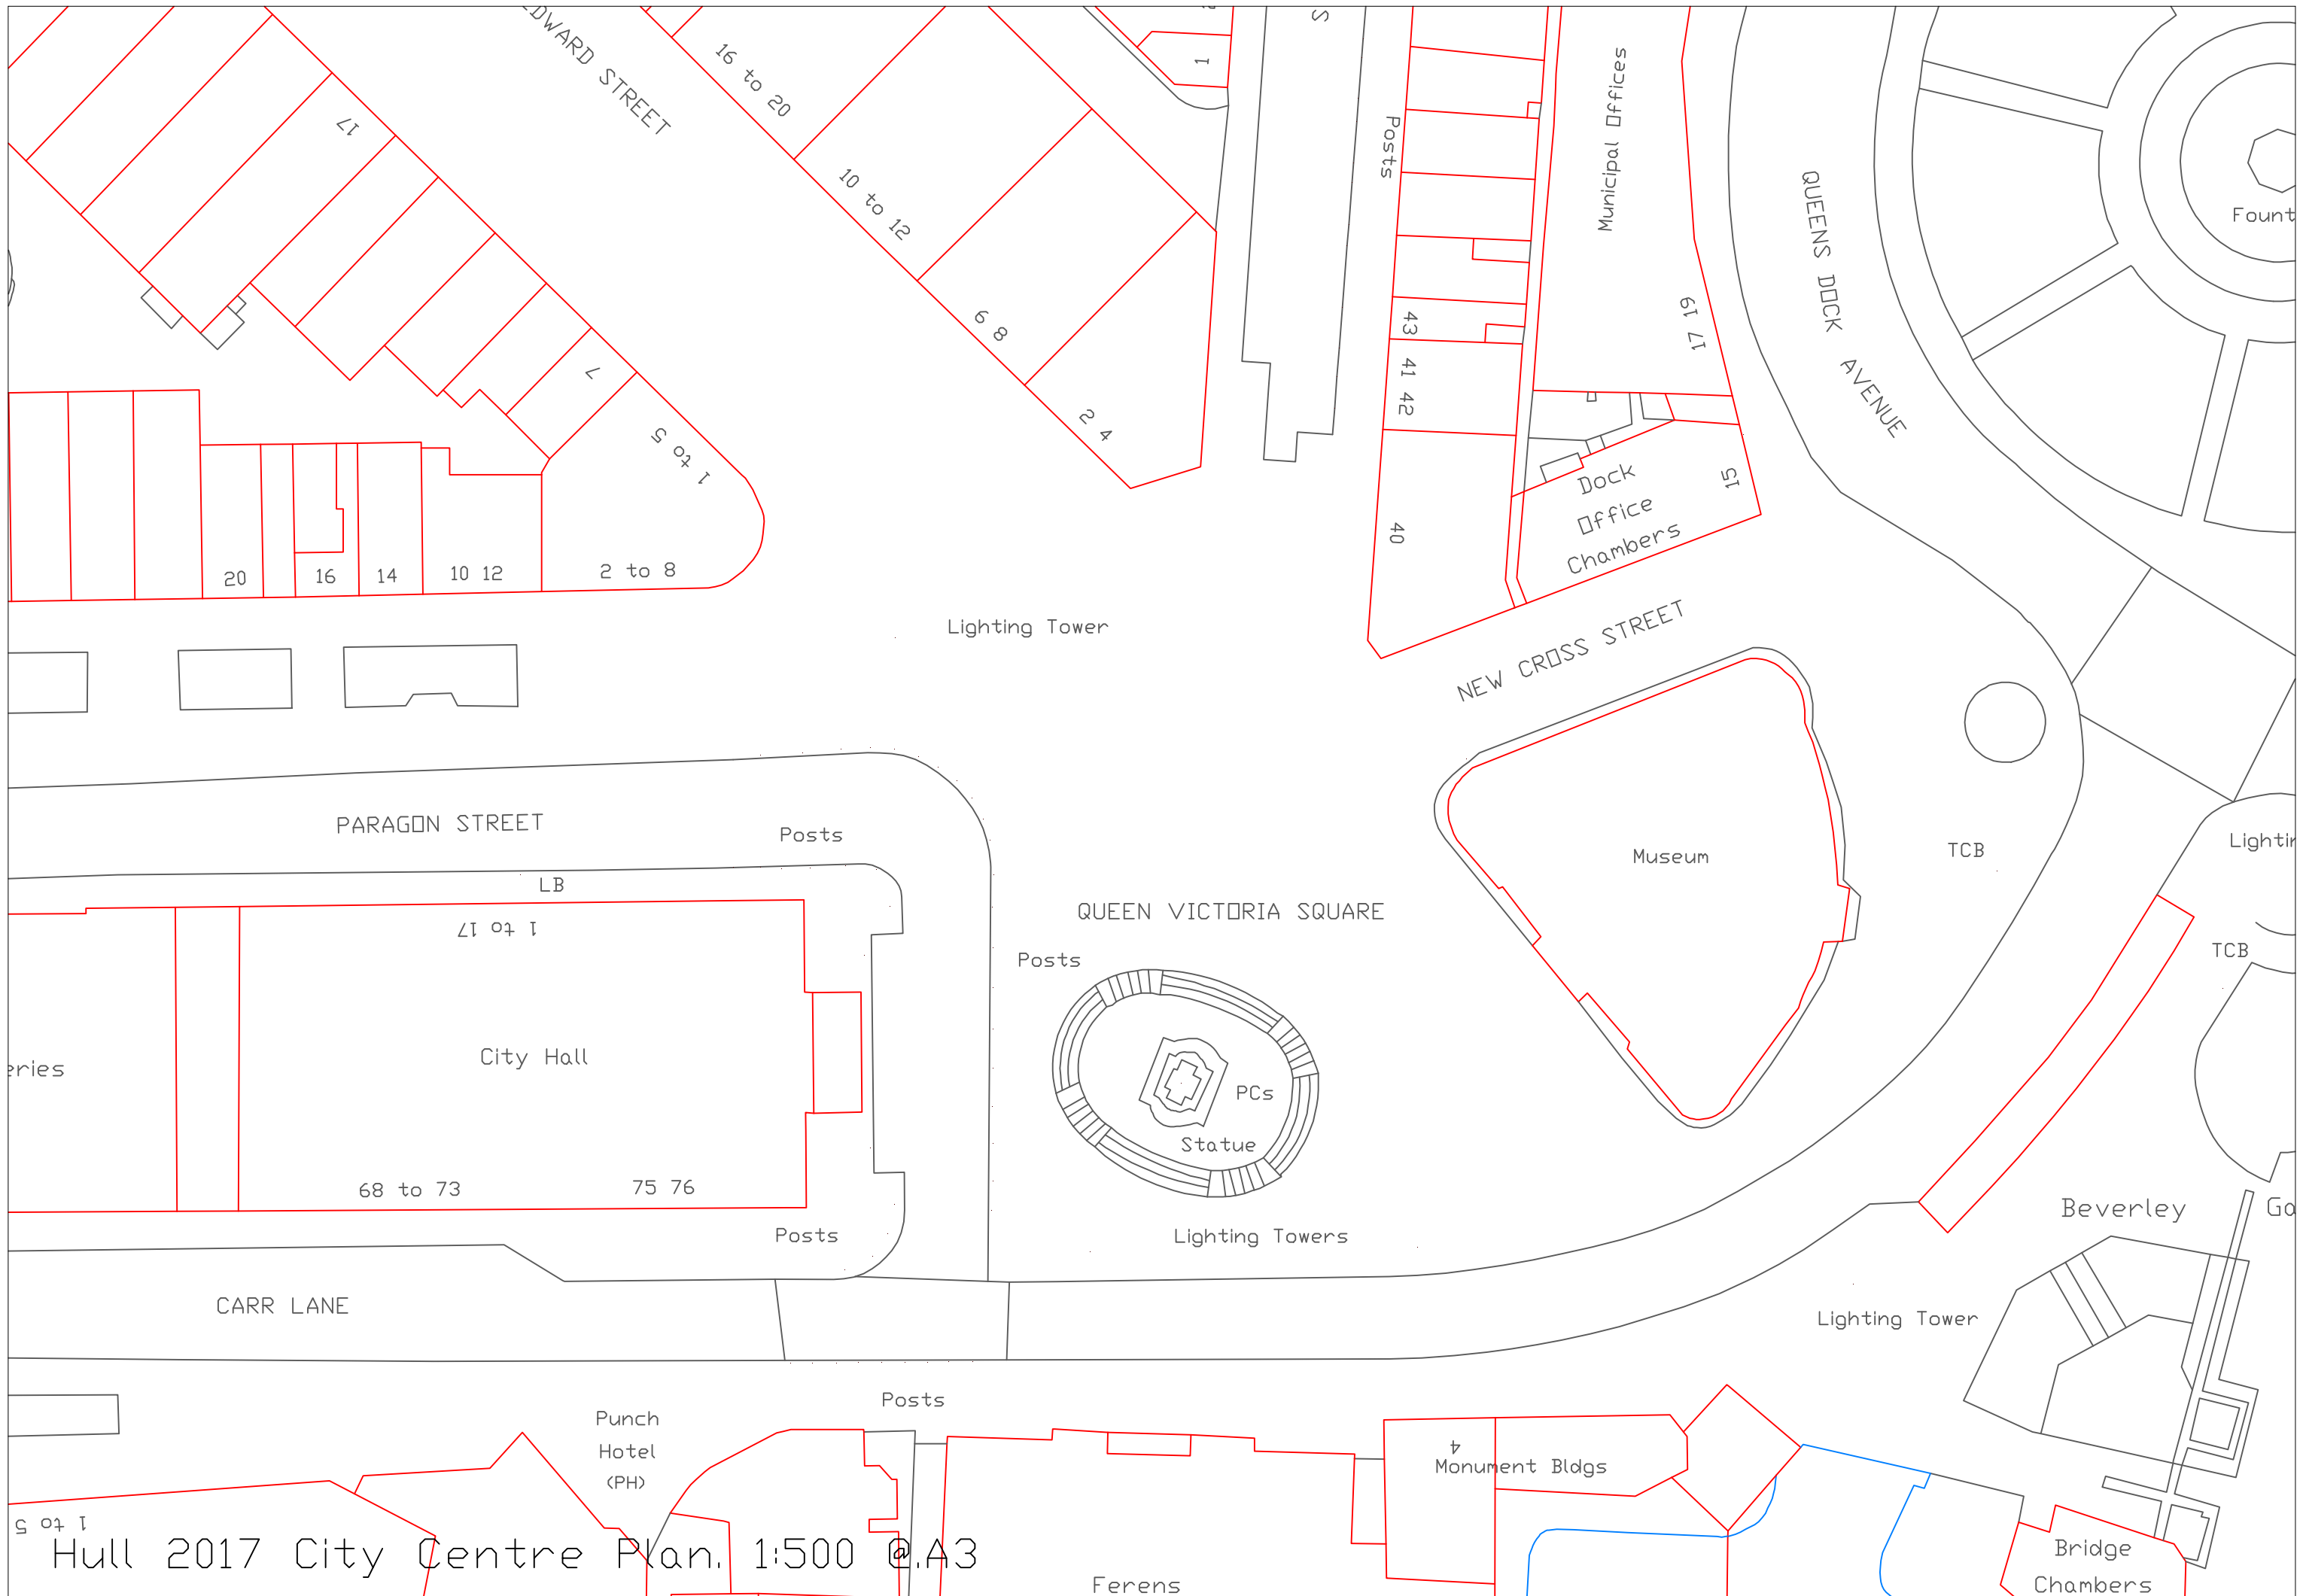 EDWARD STREET
16 to 20
1
S
Posts
Municipal Offices
17
10 to 12
QUEENS DOCK AVENUE
Fount
6 8
43
17 19
7
41 42
2 4
1 to 5
15
Dock
Office
Chambers
40
20
16
14
10 12
2 to 8
Lighting Tower
NEW CROSS STREET
PARAGON STREET
Posts
Museum
TCB
Lightin
LB
QUEEN VICTORIA SQUARE
1 to 17
TCB
Posts
City Hall
eries
PCs
Statue
68 to 73
75 76
Beverley
Ga
Posts
Lighting Towers
CARR LANE
Lighting Tower
Posts
Punch
Hotel
(PH)
4
Monument Bldgs
1 to 5
Hull 2017 City Centre Plan. 1:500 @.A3
Bridge
Chambers
Ferens